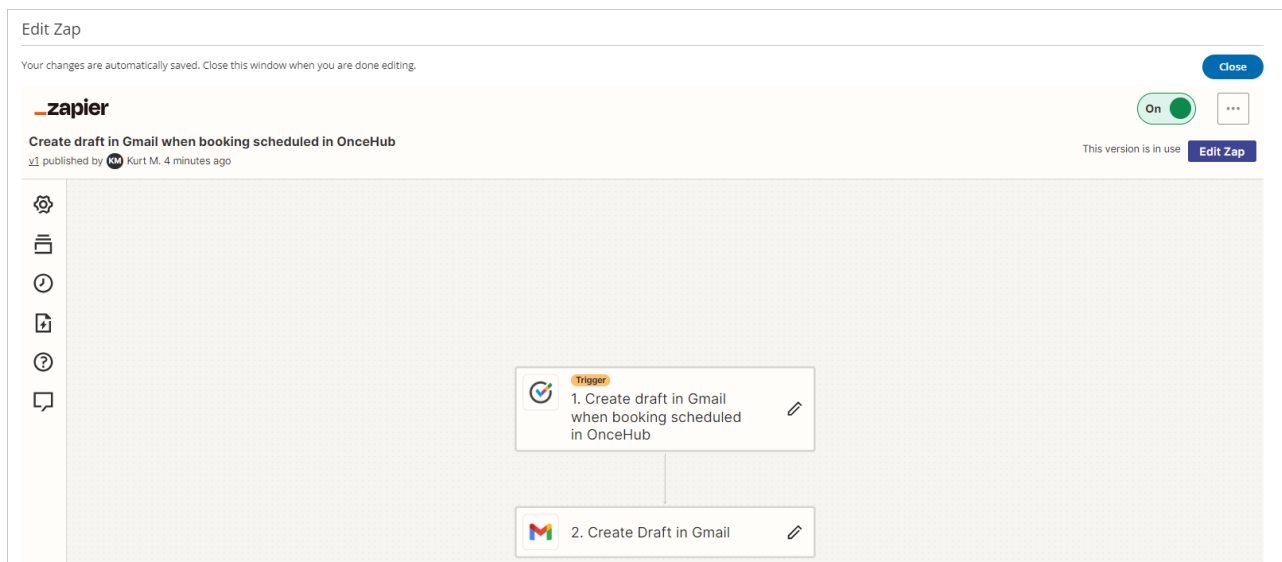 Edit Zap
Your changes are automatically saved. Close this window when you are done editing.
Close
_zapier
On
Create draft in Gmail when booking scheduled in OnceHub
v1 published by KM Kurt M. 4 minutes ago
This version is in use
Edit Zap
Trigger
1. Create draft in Gmail
when booking scheduled
in OnceHub
2. Create Draft in Gmail